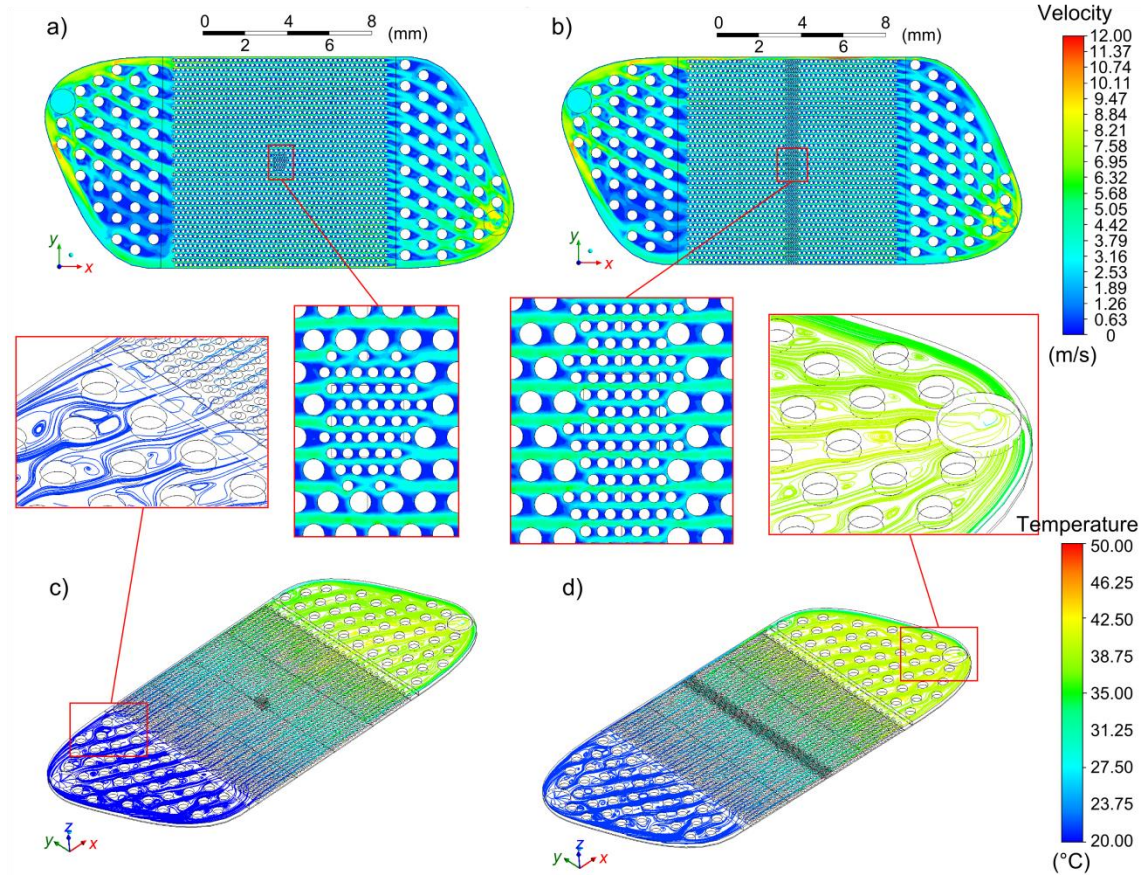 a)
0 4 8
2 6 (mm)
b)
0 4 8
2 6 (mm)
Velocity
12.00
11.37
10.74
10.11
9.47
8.84
8.21
7.58
6.95
6.32
5.68
5.05
4.42
3.79
3.16
2.53
1.89
1.26
0.63
0
(m/s)
y
x
y
x
c)
d)
Temperature
50.00
46.25
42.50
38.75
35.00
31.25
27.50
23.75
20.00
(°C)
y z x
y z x